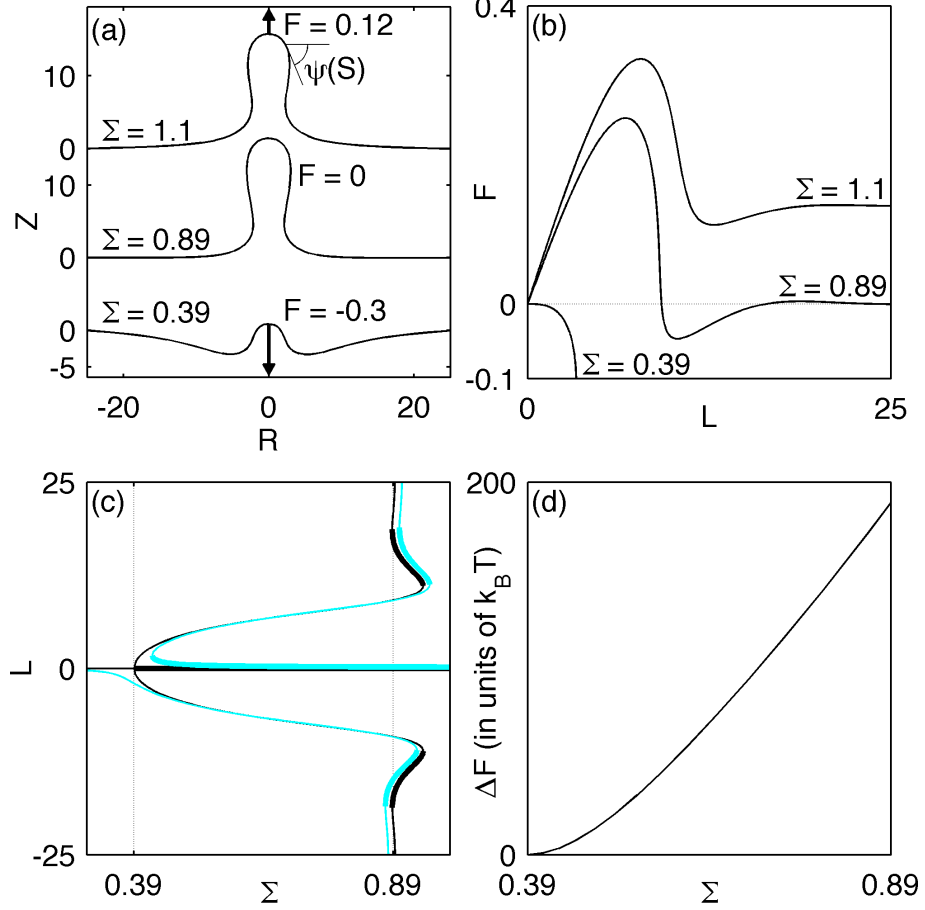 (a)
F = 0.12
ψ(S)
Σ = 1.1
F = 0
Σ = 0.89
Σ = 0.39
F = -0.3
10
0
10
0
0
-5
Z
-20
0
20
R
(b)
0.4
0
-0.1
F
Σ = 1.1
Σ = 0.89
Σ = 0.39
0
25
L
(c)
25
0
-25
L
0.39
Σ
0.89
(d)
200
0
ΔF (in units of k_BT)
0.39
Σ
0.89